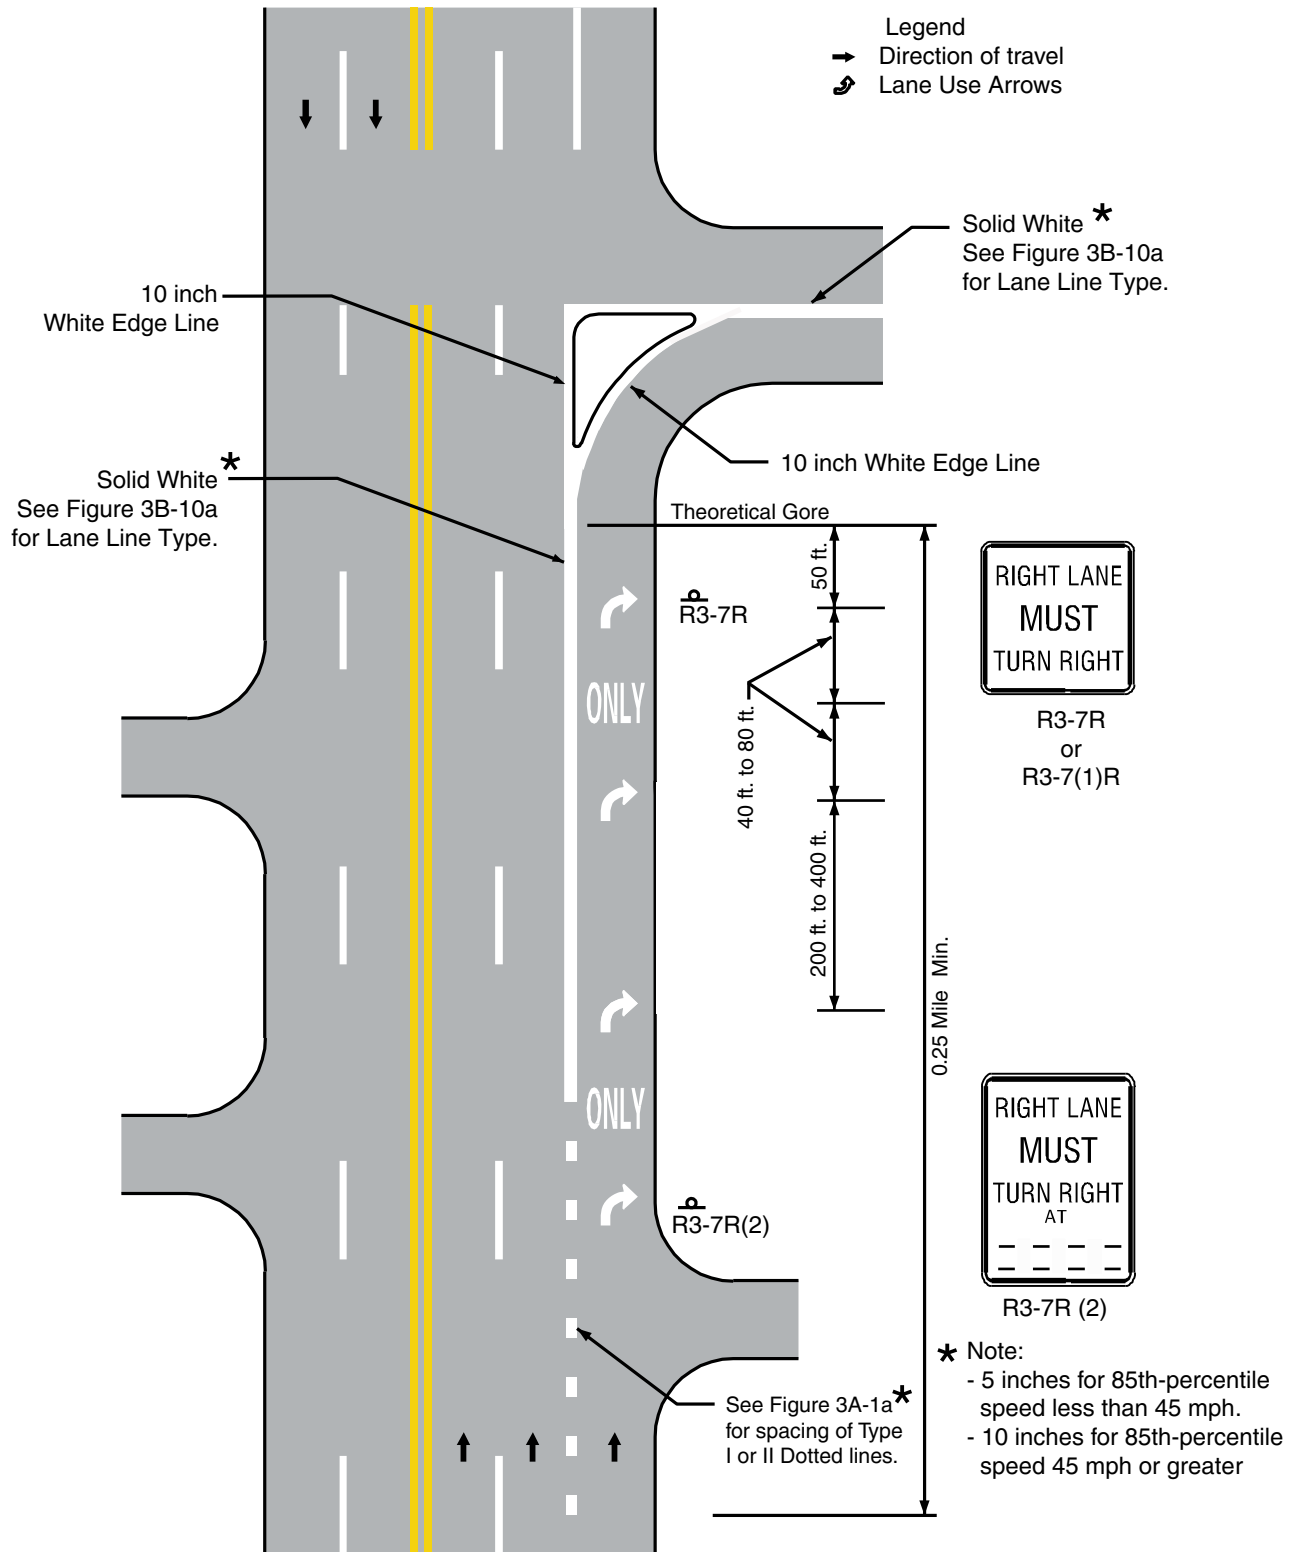 Legend
Direction of travel
Lane Use Arrows
Solid White *
See Figure 3B-10a
for Lane Line Type.
10 inch
White Edge Line
10 inch White Edge Line
Solid White *
See Figure 3B-10a
for Lane Line Type.
Theoretical Gore
50 ft.
RIGHT LANE
MUST
TURN RIGHT
R3-7R
or
R3-7(1)R
R3-7R
ONLY
40 ft. to 80 ft.
200 ft. to 400 ft.
0.25 Mile Min.
ONLY
R3-7R(2)
RIGHT LANE
MUST
TURN RIGHT
AT
R3-7R (2)
* Note:
- 5 inches for 85th-percentile
speed less than 45 mph.
- 10 inches for 85th-percentile
speed 45 mph or greater
See Figure 3A-1a *
for spacing of Type
I or II Dotted lines.